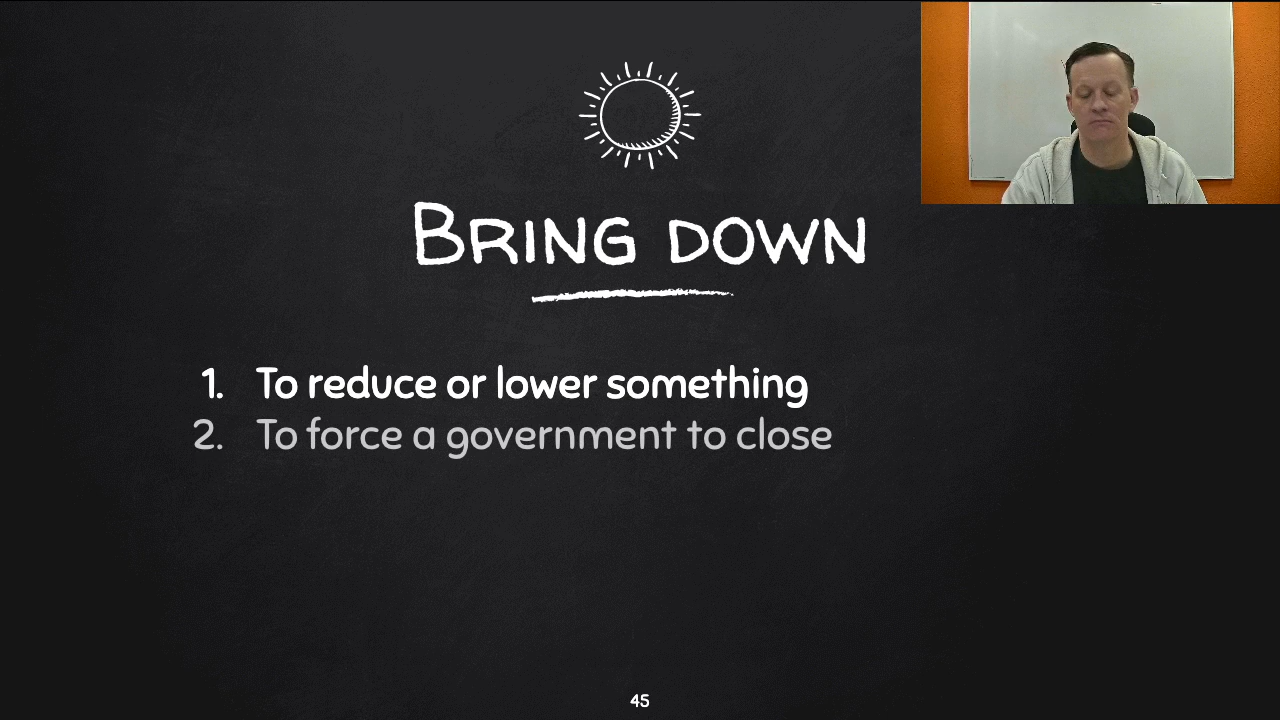 Bring down
1. To reduce or lower something
2. To force a government to close
45